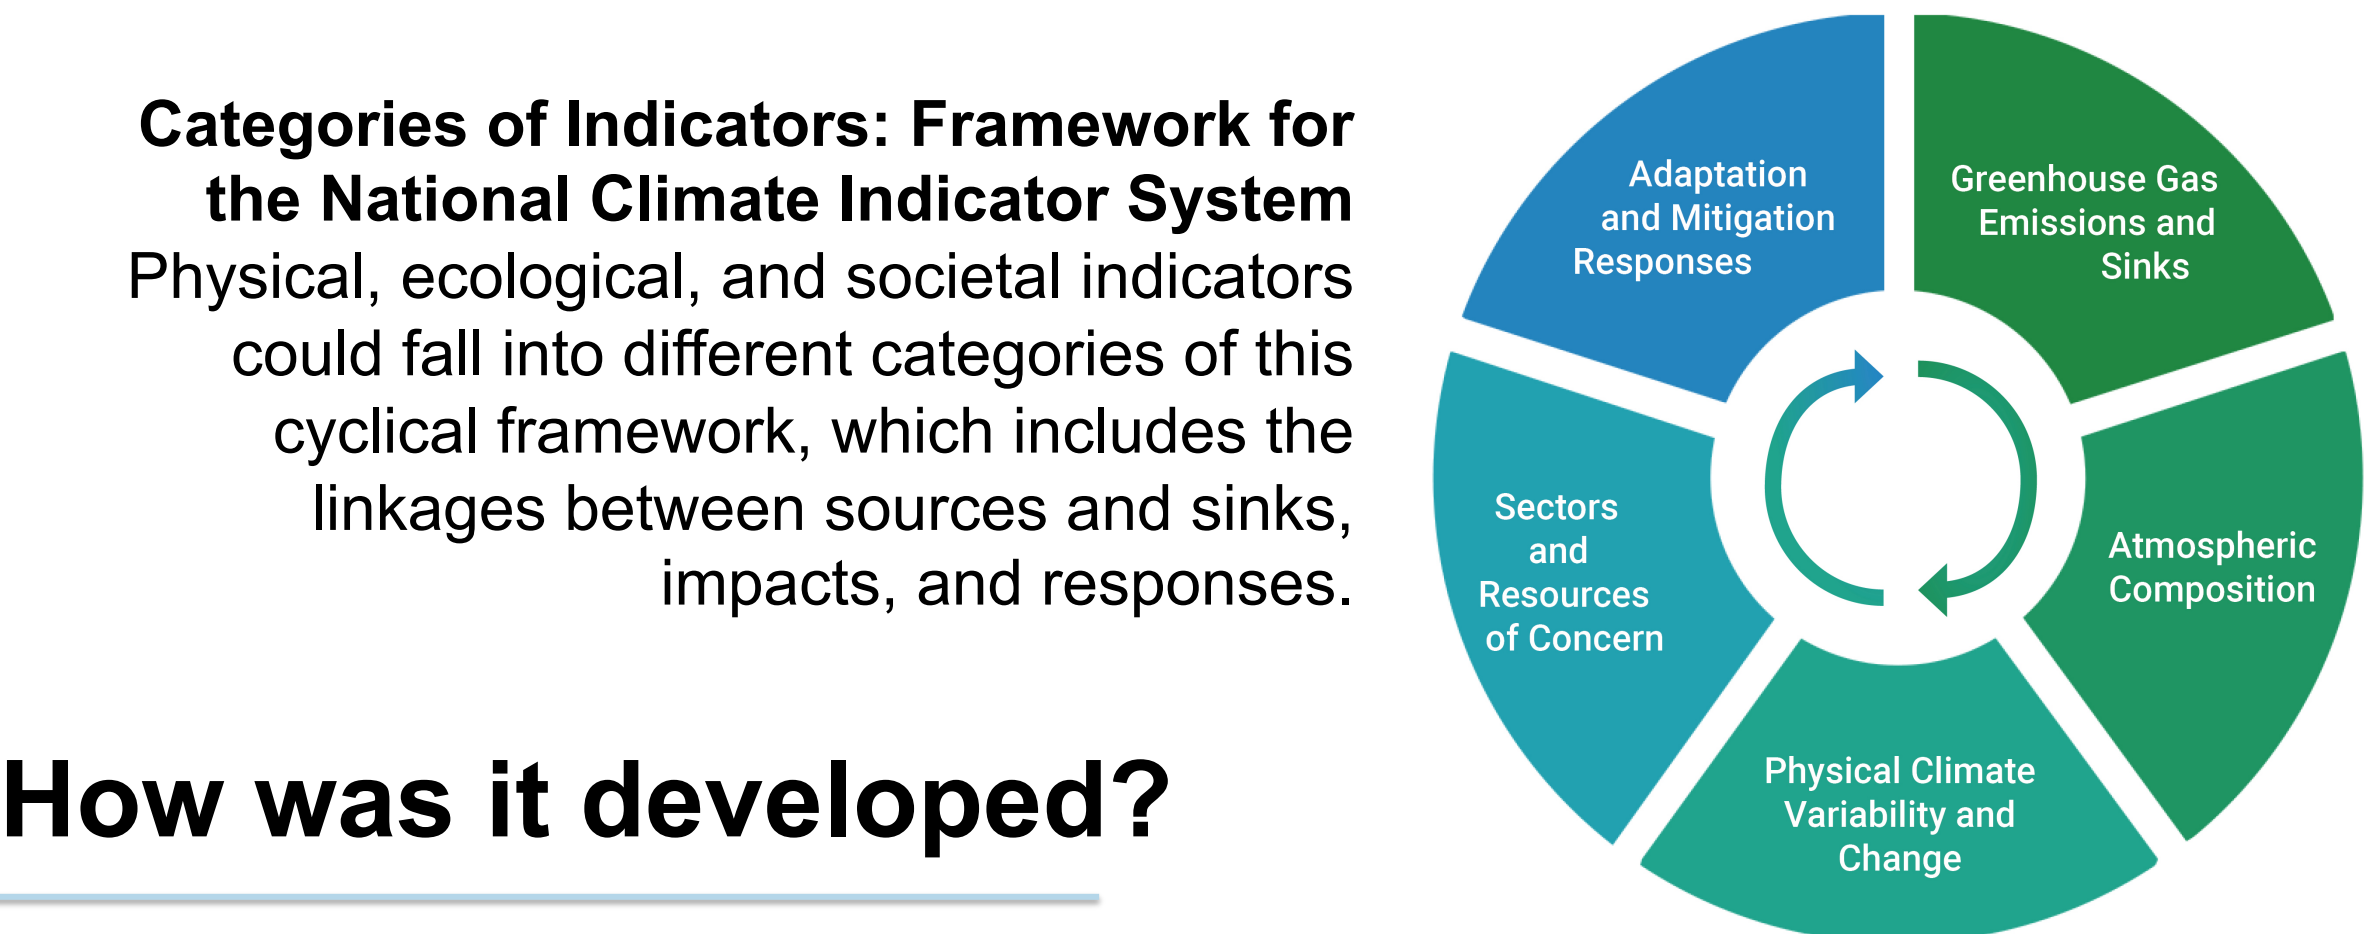 Categories of Indicators: Framework for
the National Climate Indicator System
Physical, ecological, and societal indicators
could fall into different categories of this
cyclical framework, which includes the
linkages between sources and sinks,
impacts, and responses.
How was it developed?
Adaptation
and Mitigation
Responses
Greenhouse Gas
Emissions and
Sinks
Atmospheric
Composition
Physical Climate
Variability and
Change
Sectors
and
Resources
of Concern